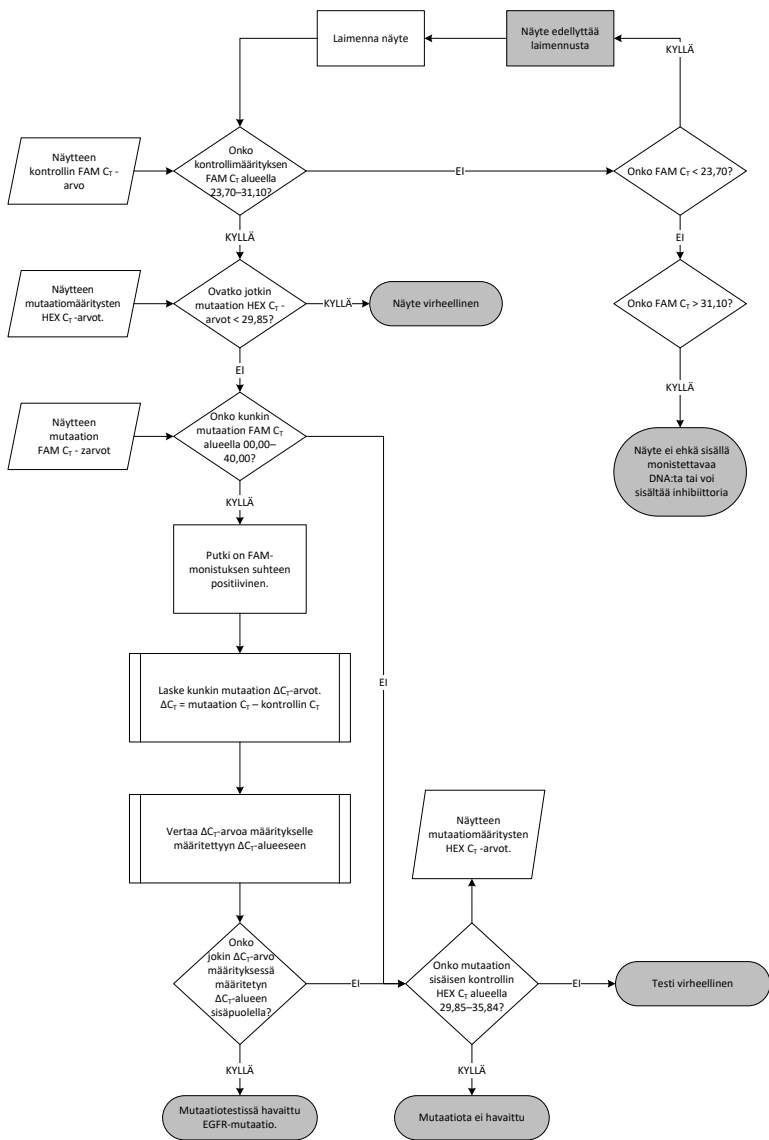 Laimenna näyte
Näyte edellyttää
laimennusta
KYLLÄ
Näytteen
kontrollin FAM CT -
arvo
Onko
kontrollimäärityksen
FAM CT alueella
23,70–31,10?
EI
Onko FAM CT < 23,70?
KYLLÄ
EI
Näytteen
mutaatiomääritysten
HEX CT -arvot.
Ovatko jotkin
mutaation HEX CT -
arvot < 29,85?
KYLLÄ
Näyte virheellinen
Onko FAM CT > 31,10?
EI
KYLLÄ
Näytteen
mutaation
FAM CT - zarvot
Onko kunkin
mutaation FAM CT
alueella 00,00–
40,00?
Näyte ei ehkä sisällä
monistettavaa
DNA:ta tai voi
sisältää inhibiittoria
KYLLÄ
Putki on FAM-
monistuksen suhteen
positiivinen.
EI
Laske kunkin mutaation ΔCT-arvot.
ΔCT = mutaation CT – kontrollin CT
Vertaa ΔCT-arvoa määritykselle
määritettyyn ΔCT-alueeseen
Näytteen
mutaatiomääritysten
HEX CT -arvot.
Onko
jokin ΔCT-arvo
määrityksessä
määritetyn
ΔCT-alueen
sisäpuolella?
EI
Onko mutaation
sisäisen kontrollin
HEX CT alueella
29,85–35,84?
EI
Testi virheellinen
KYLLÄ
KYLLÄ
Mutaatiotestissä havaittu
EGFR-mutaatio.
Mutaatiota ei havaittu